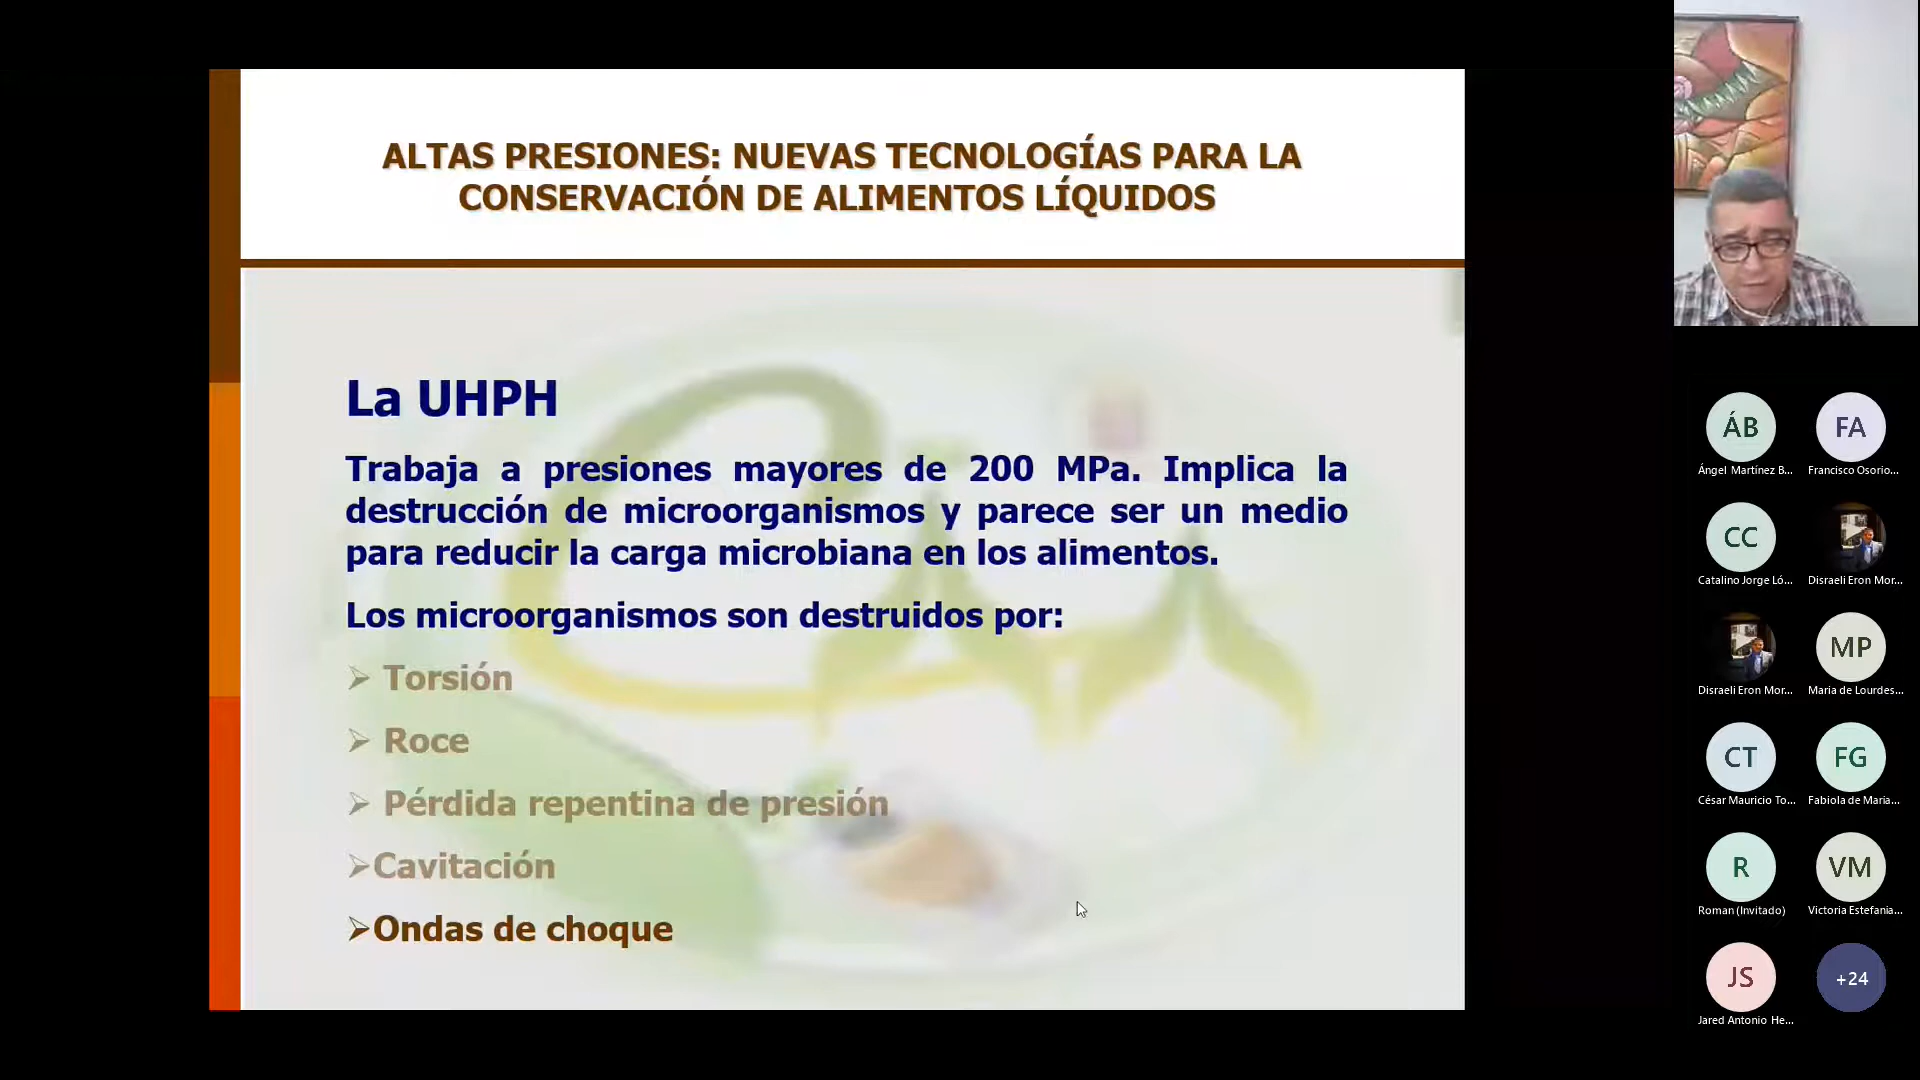 ALTAS PRESIONES: NUEVAS TECNOLOGÍAS PARA LA
CONSERVACIÓN DE ALIMENTOS LÍQUIDOS
La UHPH
Trabaja a presiones mayores de 200 MPa. Implica la
destrucción de microorganismos y parece ser un medio
para reducir la carga microbiana en los alimentos.
Los microorganismos son destruidos por:
➢ Torsión
➢ Roce
➢ Pérdida repentina de presión
➢Cavitación
➢Ondas de choque
ÁB
FA
Ángel Martínez B...
Francisco Osorio...
CC
Catalino Jorge Ló...
Disraeli Eron Mor...
MP
Disraeli Eron Mor...
Maria de Lourdes...
CT
FG
César Mauricio To...
Fabiola de Maria...
R
VM
Roman (Invitado)
Victoria Estefania...
JS
+24
Jared Antonio He...